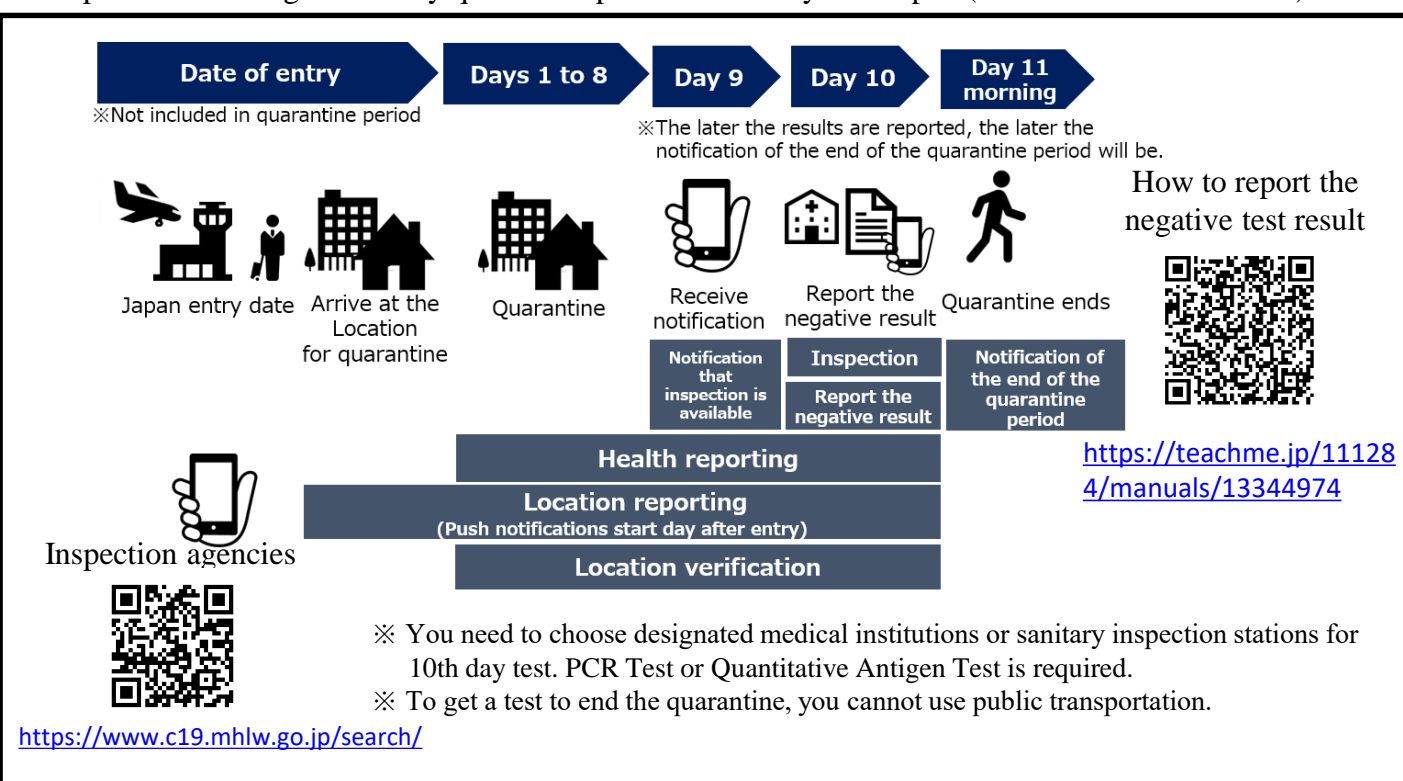 Date of entry
Days 1 to 8
Day 9
Day 10
Day 11
morning
※Not included in quarantine period
※The later the results are reported, the later the
notification of the end of the quarantine period will be.
How to report the
negative test result
Japan entry date
Arrive at the
Location
for quarantine
Quarantine
Receive
notification
Report the
negative result
Quarantine ends
Notification
that
inspection is
available
Inspection
Report the
negative result
Notification of
the end of the
quarantine
period
https://teachme.jp/11128
4/manuals/13344974
Health reporting
Location reporting
(Push notifications start day after entry)
Location verification
Inspection agencies
※ You need to choose designated medical institutions or sanitary inspection stations for
10th day test. PCR Test or Quantitative Antigen Test is required.
※ To get a test to end the quarantine, you cannot use public transportation.
https://www.c19.mhlw.go.jp/search/